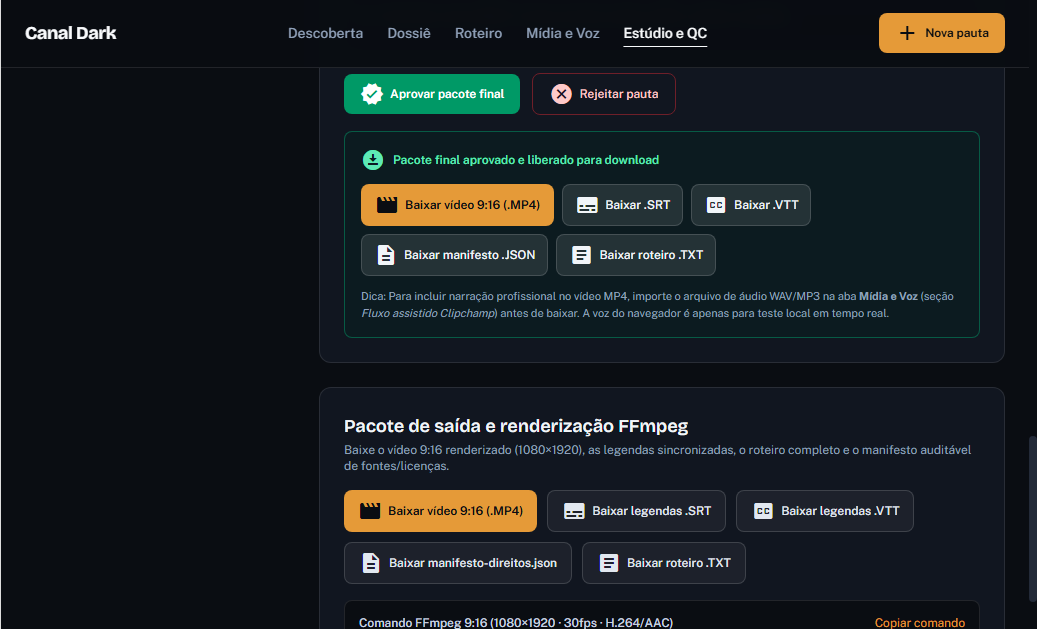 Canal Dark
Descoberta
Dossiê
Roteiro
Mídia e Voz
Estúdio e QC
Nova pauta
Aprovar pacote final
Rejeitar pauta
Pacote final aprovado e liberado para download
Baixar vídeo 9:16 (.MP4)
Baixar .SRT
CC Baixar .VTT
Baixar manifesto .JSON
Baixar roteiro .TXT
Dica: Para incluir narração profissional no vídeo MP4, importe o arquivo de áudio WAV/MP3 na aba Mídia e Voz (seção
Fluxo assistido Clipchamp) antes de baixar. A voz do navegador é apenas para teste local em tempo real.
Pacote de saída e renderização FFmpeg
Baixe o vídeo 9:16 renderizado (1080×1920), as legendas sincronizadas, o roteiro completo e o manifesto auditável
de fontes/licenças.
Baixar vídeo 9:16 (.MP4)
Baixar legendas .SRT
CC Baixar legendas .VTT
Baixar manifesto-direitos.json
Baixar roteiro .TXT
Comando FFmpeg 9:16 (1080×1920 · 30fps · H.264/AAC)
Copiar comando